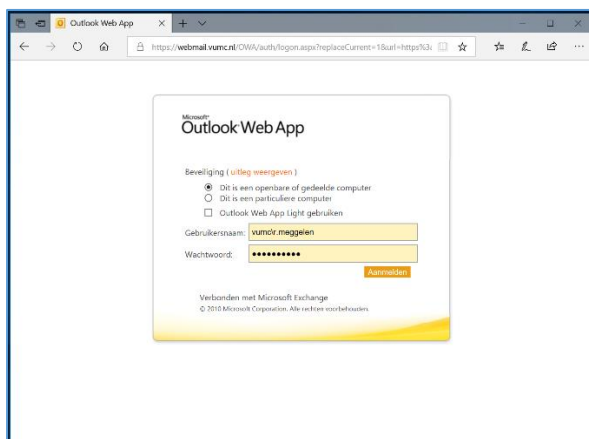 Outlook Web App
https://webmail.vumc.nl/OWA/auth/logon.aspx?replaceCurrent=1&url=https%3
Microsoft
Outlook Web App
Beveiliging ( uitleg weergeven )
Dit is een openbare of gedeelde computer
Dit is een particuliere computer
Outlook Web App Light gebruiken
Gebruikersnaam: vumc\r.meggelen
Wachtwoord: ••••••••••
Aanmelden
Verbonden met Microsoft Exchange
© 2010 Microsoft Corporation. Alle rechten voorbehouden.